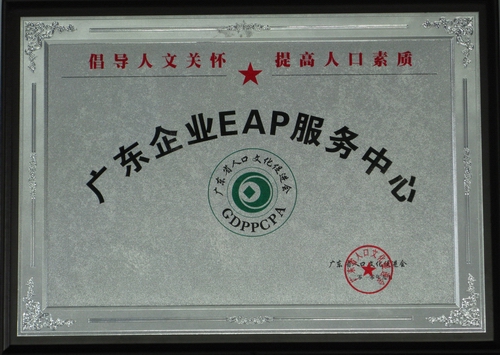 倡导人文关怀 提高人口素质
广东企业EAP服务中心
广东省人口文化促进会
GDPPCPA
广东 人口文化促进会